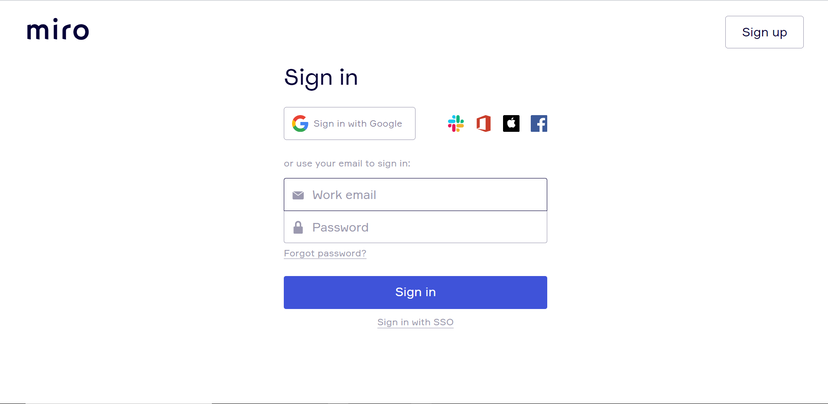 miro
Sign up
Sign in
Sign in with Google
or use your email to sign in:
Work email
Password
Forgot password?
Sign in
Sign in with SSO